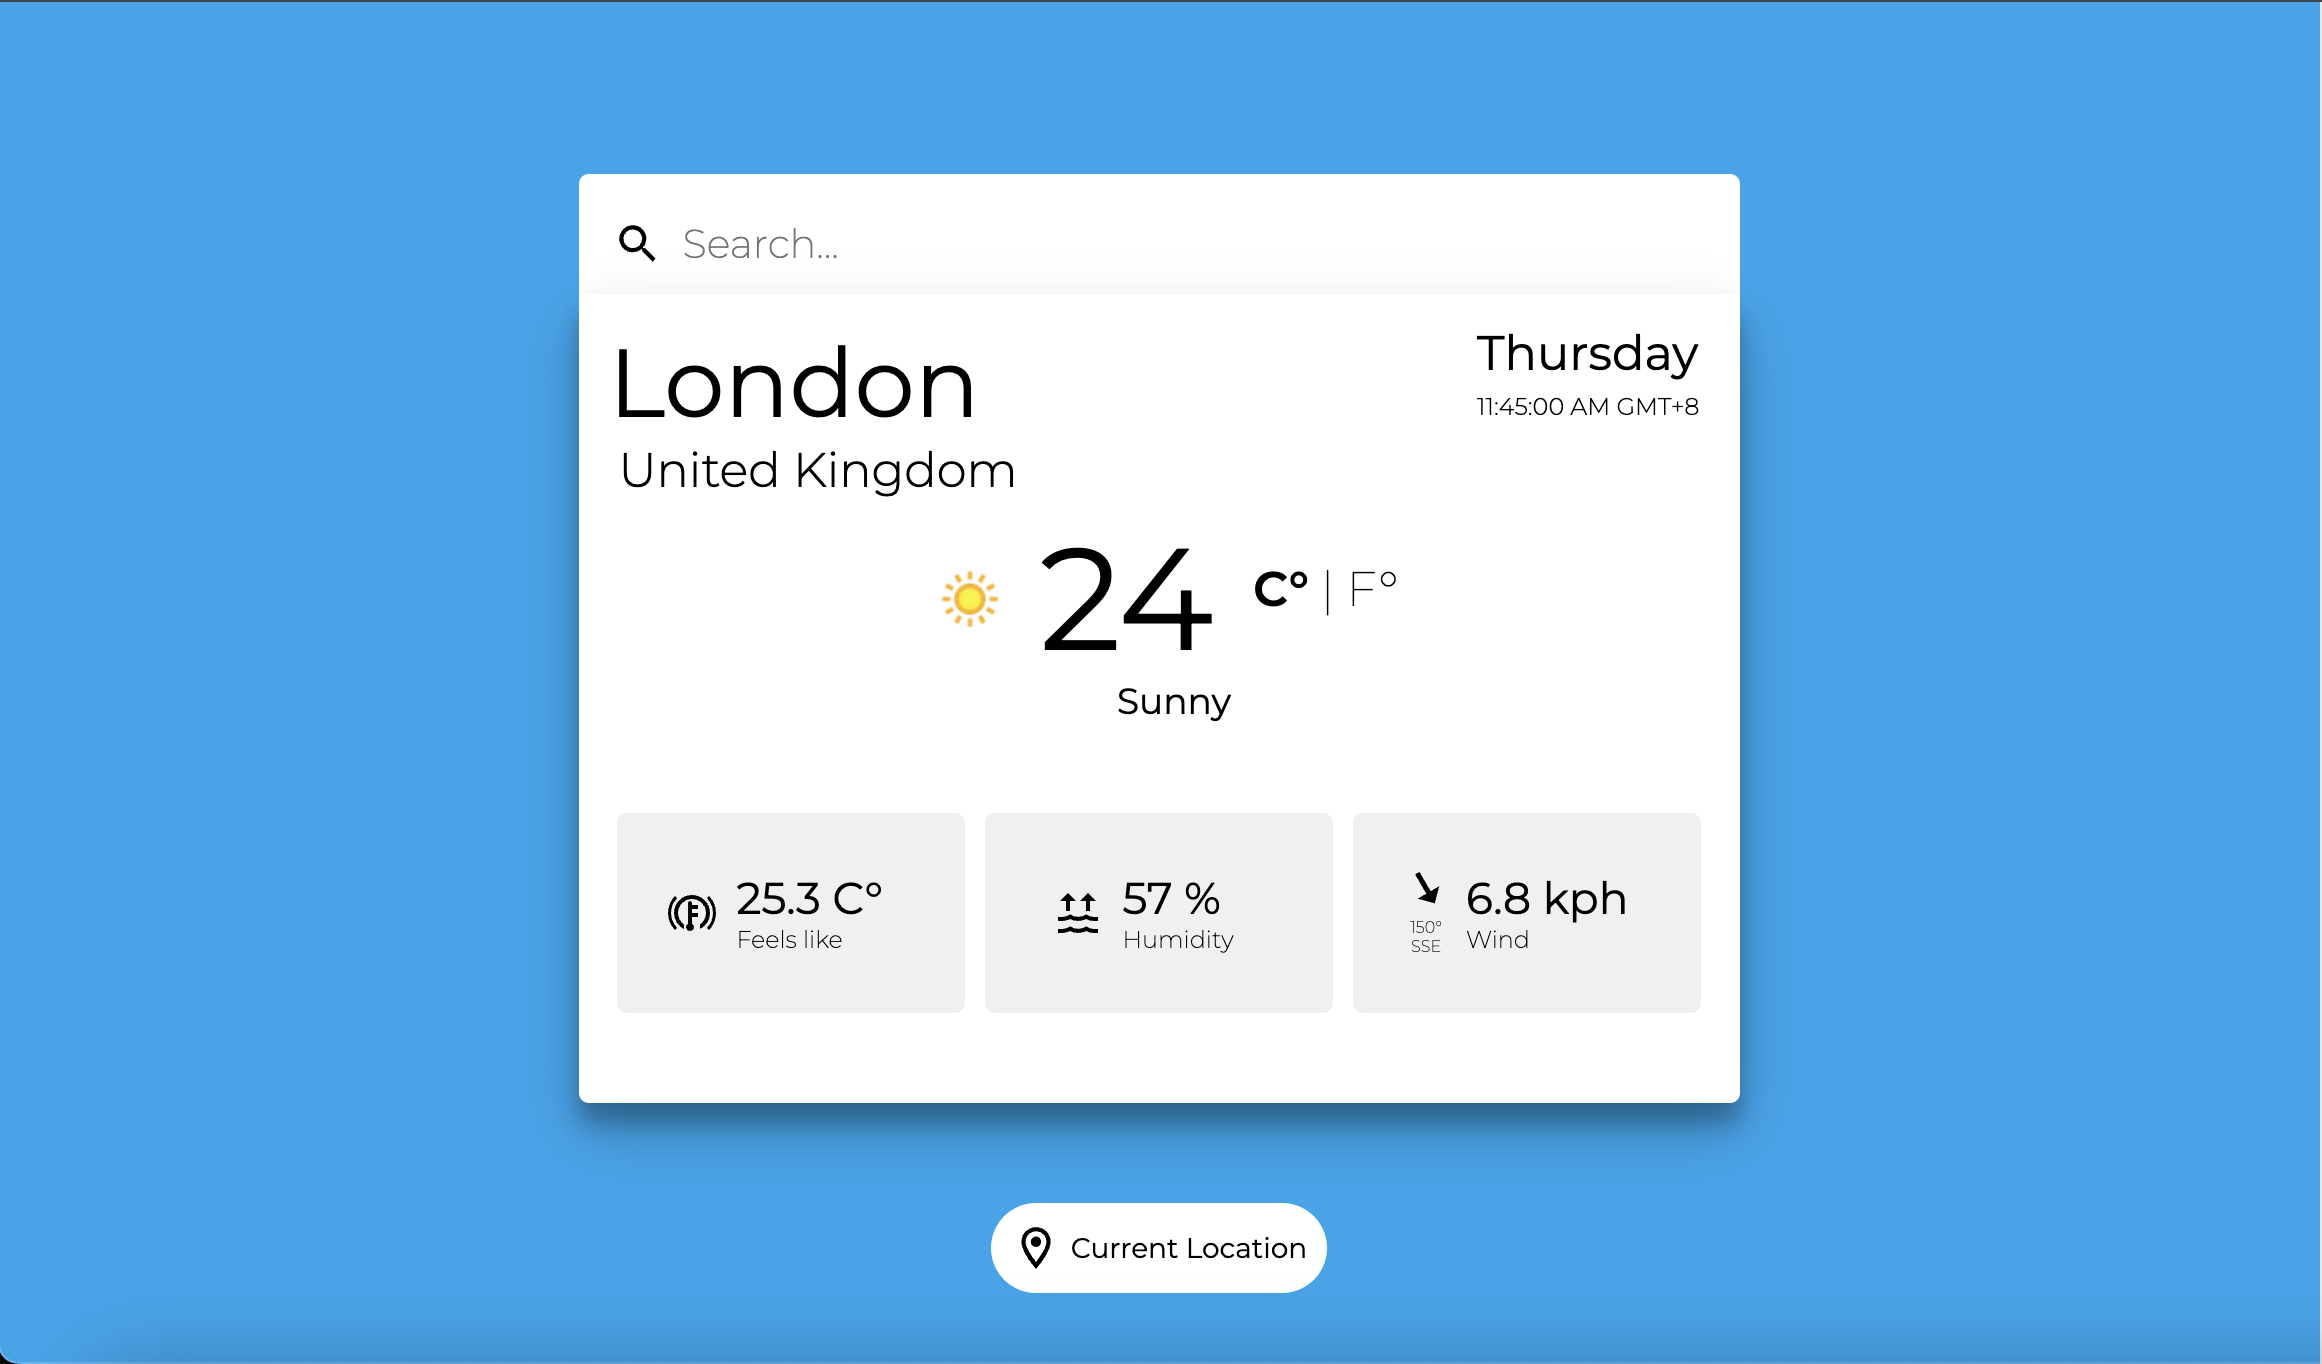 Search...
London
United Kingdom
Thursday
11:45:00 AM GMT+8
24 C° | F°
Sunny
25.3 C°
Feels like
57 %
Humidity
150°
SSE
6.8 kph
Wind
Current Location